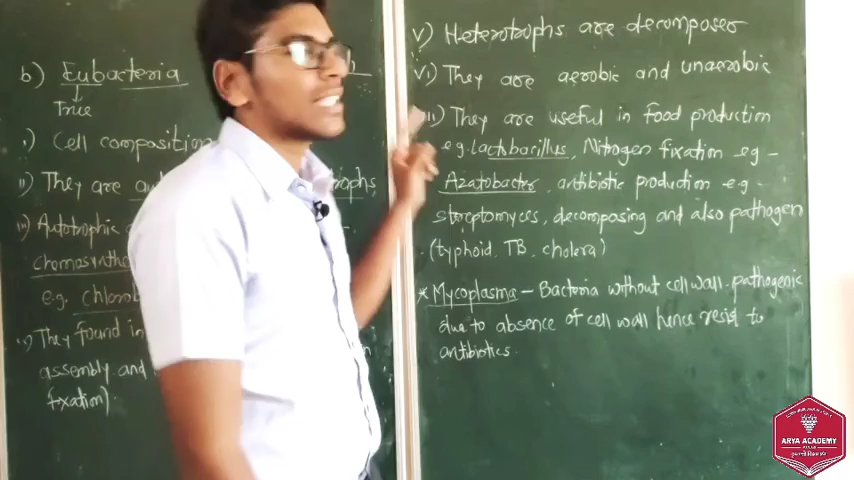 b) Eubacteria
True
i) Cell composition
ii) They are
iii) Autotrophic
chemosynthe
e.g. chlorob
They found in
assembly and
fixation).
v) Heterotrophs are decomposer
vi) They are aerobic and unaerobic
They are useful in food production
e.g. lactobacillus, Nitrogen fixation eg -
Azatobacter, antibiotic production e.g -
streptomyces, decomposing and also pathogen
(typhoid, TB, cholera)
* Mycoplasma - Bacteria without cell wall. pathogenic
due to absence of cell wall hence resist to
antibiotics.
ARYA ACADEMY